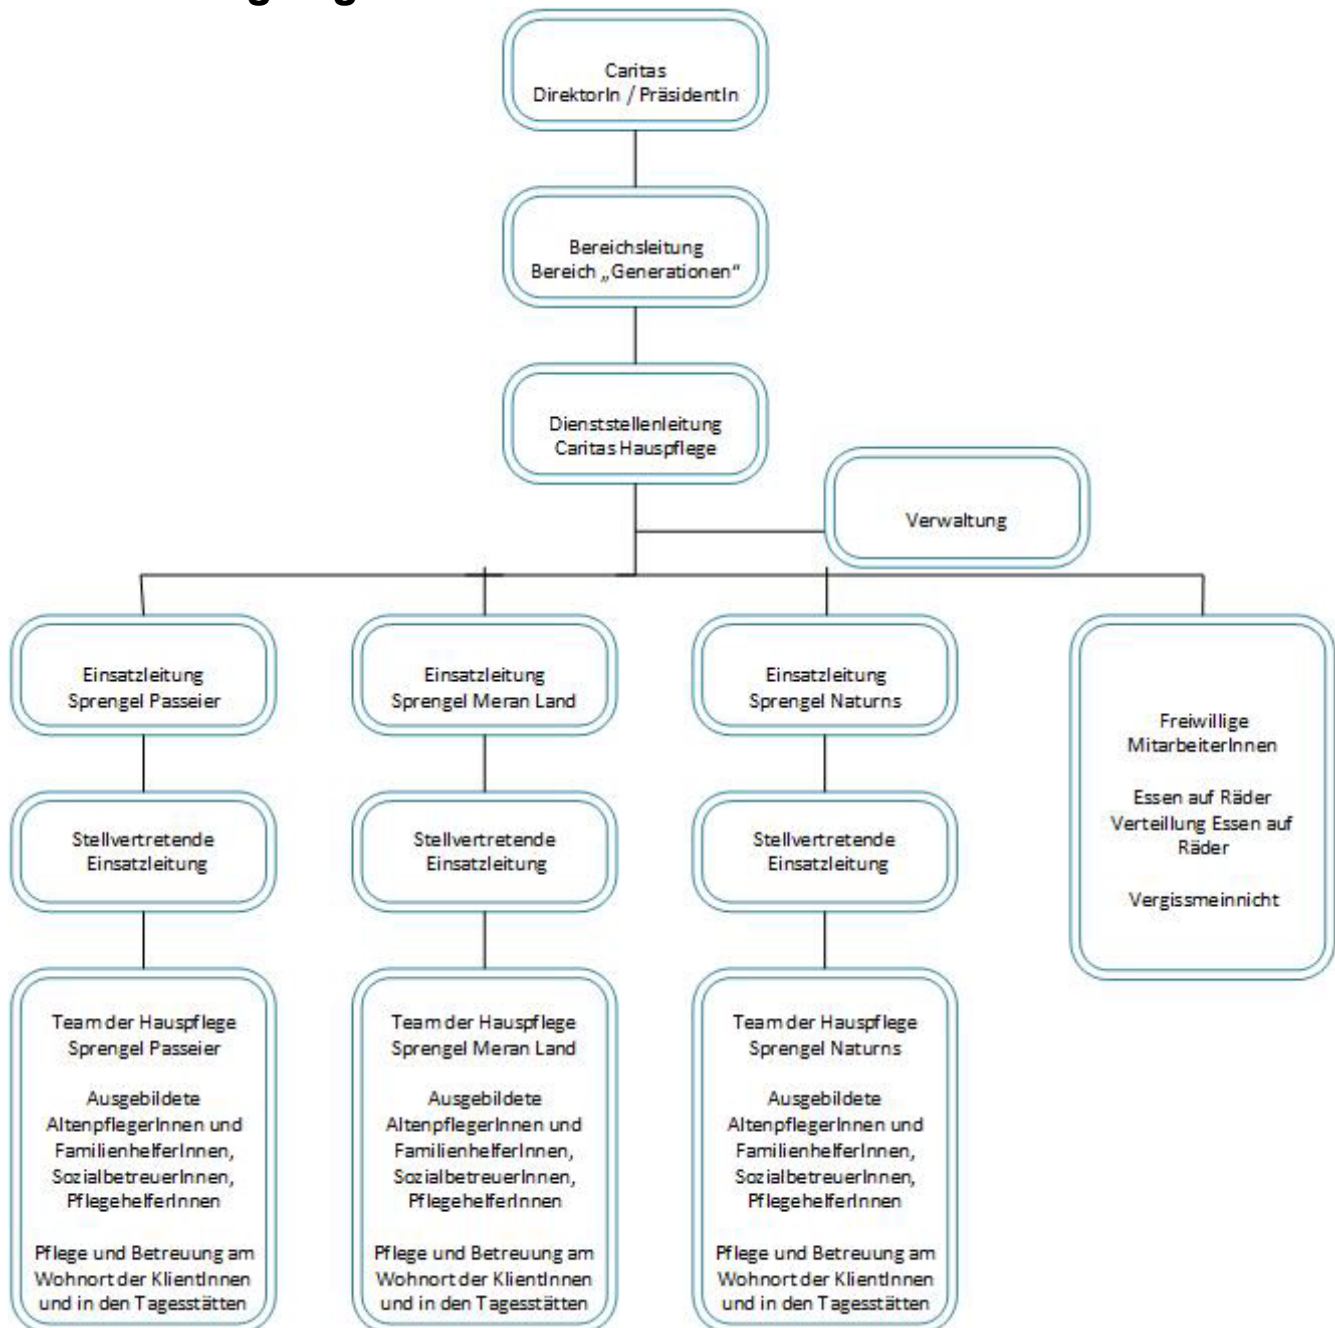 Caritas
DirektorIn / PräsidentIn
Bereichsleitung
Bereich „Generationen“
Dienststellenleitung
Caritas Hauspflege
Verwaltung
Einsatzleitung
Sprengel Passeier
Einsatzleitung
Sprengel Meran Land
Einsatzleitung
Sprengel Naturns
Freiwillige
MitarbeiterInnen
Essen auf Räder
Verteillung Essen auf
Räder
Vergissmeinnicht
Stellvertretende
Einsatzleitung
Stellvertretende
Einsatzleitung
Stellvertretende
Einsatzleitung
Team der Hauspflege
Sprengel Passeier
Ausgebildete
AltenpflegerInnen und
FamilienhelferInnen,
SozialbetreuerInnen,
PflegehelferInnen
Pflege und Betreuung am
Wohnort der KlientInnen
und in den Tagesstätten
Team der Hauspflege
Sprengel Meran Land
Ausgebildete
AltenpflegerInnen und
FamilienhelferInnen,
SozialbetreuerInnen,
PflegehelferInnen
Pflege und Betreuung am
Wohnort der KlientInnen
und in den Tagesstätten
Team der Hauspflege
Sprengel Naturns
Ausgebildete
AltenpflegerInnen und
FamilienhelferInnen,
SozialbetreuerInnen,
PflegehelferInnen
Pflege und Betreuung am
Wohnort der KlientInnen
und in den Tagesstätten